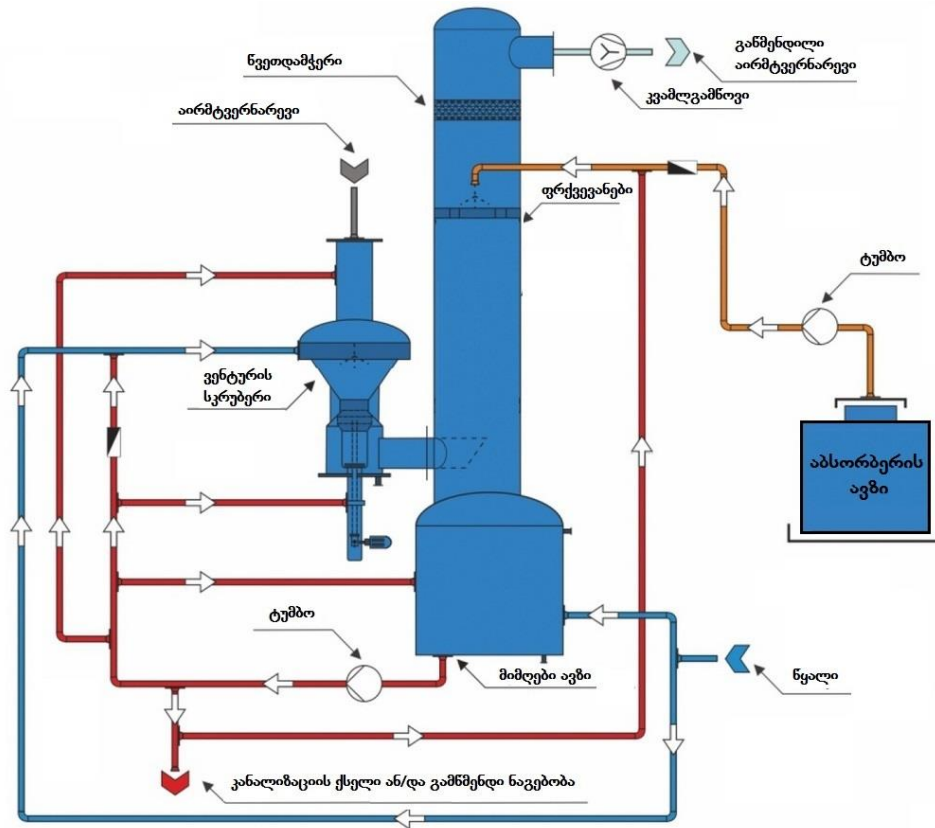 წვეთდამჭერი
აირმტვერნარევი
გაწმენდილი
აირმტვერნარევი
კვამლგამწოვი
ფრქვევანები
ტუმბო
ვენტურის
სკრუბერი
აბსორბერის
ავზი
ტუმბო
მიმღები ავზი
წყალი
კანალიზაციის ქსელი ან/და გამწმენდი ნაგებობა